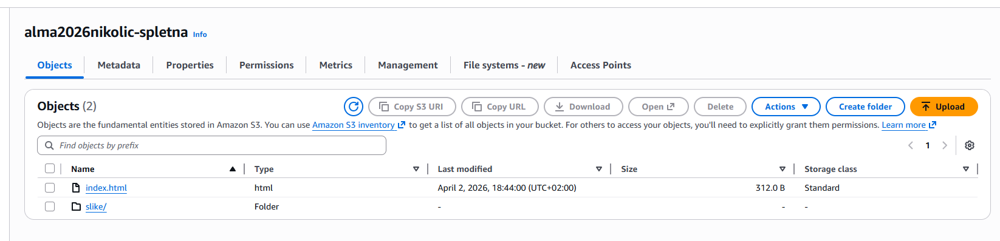 alma2026nikolic-spletna Info
Objects Metadata Properties Permissions Metrics Management File systems - new Access Points
Objects (2) Copy S3 URI Copy URL Download Open Delete Actions Create folder Upload
Objects are the fundamental entities stored in Amazon S3. You can use Amazon S3 inventory to get a list of all objects in your bucket. For others to access your objects, you'll need to explicitly grant them permissions. Learn more
Find objects by prefix 1
Name Type Last modified Size Storage class
index.html html April 2, 2026, 18:44:00 (UTC+02:00) 312.0 B Standard
slike/ Folder - - -